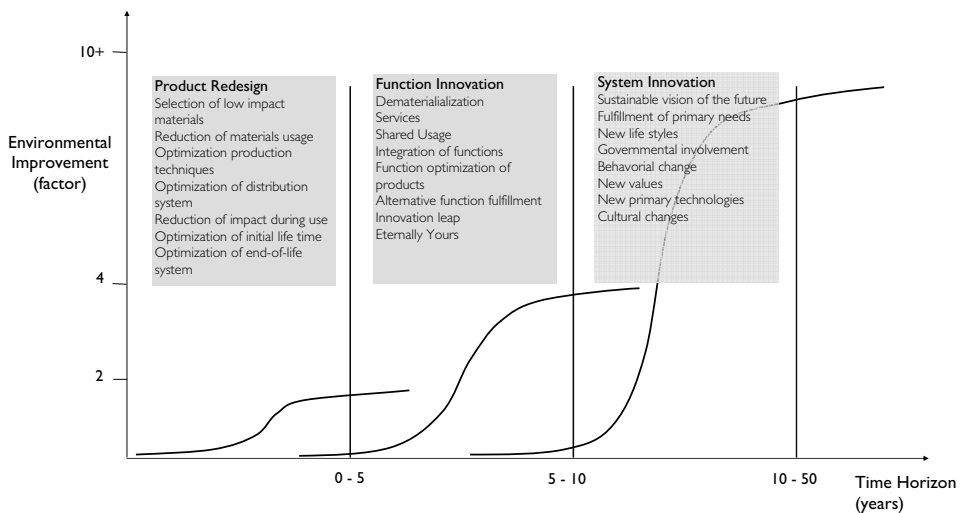 10+
Environmental
Improvement
(factor)
4
2
Product Redesign
Selection of low impact
materials
Reduction of materials usage
Optimization production
techniques
Optimization of distribution
system
Reduction of impact during use
Optimization of initial life time
Optimization of end-of-life
system
Function Innovation
Dematerialialization
Services
Shared Usage
Integration of functions
Function optimization of
products
Alternative function fulfillment
Innovation leap
Eternally Yours
System Innovation
Sustainable vision of the future
Fulfillment of primary needs
New life styles
Governmental involvement
Behavorial change
New values
New primary technologies
Cultural changes
0 - 5
5 - 10
10 - 50
Time Horizon
(years)